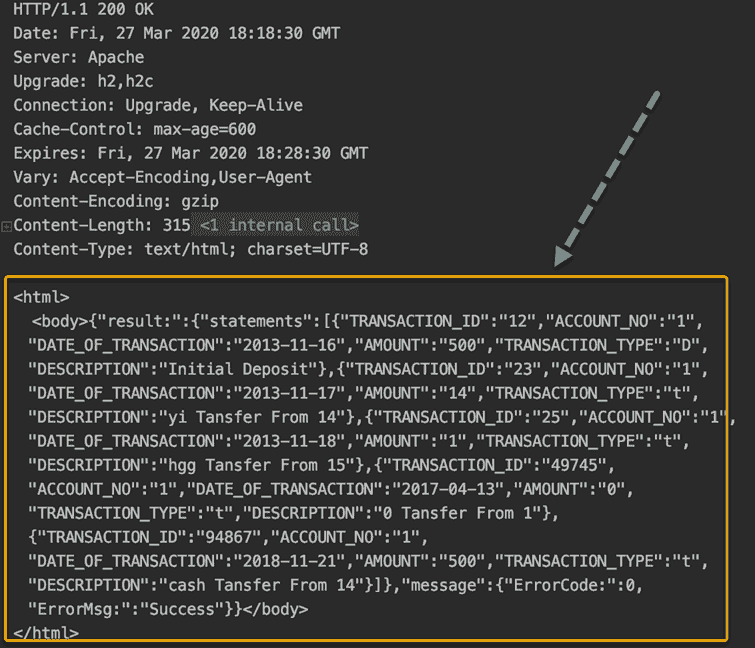 HTTP/1.1 200 OK
Date: Fri, 27 Mar 2020 18:18:30 GMT
Server: Apache
Upgrade: h2,h2c
Connection: Upgrade, Keep-Alive
Cache-Control: max-age=600
Expires: Fri, 27 Mar 2020 18:28:30 GMT
Vary: Accept-Encoding,User-Agent
Content-Encoding: gzip
Content-Length: 315 <1 internal call>
Content-Type: text/html; charset=UTF-8
<html>
<body>{"result:":{"statements":[{"TRANSACTION_ID":"12","ACCOUNT_NO":"1",
"DATE_OF_TRANSACTION":"2013-11-16","AMOUNT":"500","TRANSACTION_TYPE":"D",
"DESCRIPTION":"Initial Deposit"},{"TRANSACTION_ID":"23","ACCOUNT_NO":"1",
"DATE_OF_TRANSACTION":"2013-11-17","AMOUNT":"14","TRANSACTION_TYPE":"t",
"DESCRIPTION":"yi Tansfer From 14"},{"TRANSACTION_ID":"25","ACCOUNT_NO":"1",
"DATE_OF_TRANSACTION":"2013-11-18","AMOUNT":"1","TRANSACTION_TYPE":"t",
"DESCRIPTION":"hgg Tansfer From 15"},{"TRANSACTION_ID":"49745",
"ACCOUNT_NO":"1","DATE_OF_TRANSACTION":"2017-04-13","AMOUNT":"0",
"TRANSACTION_TYPE":"t","DESCRIPTION":"0 Tansfer From 1"},
{"TRANSACTION_ID":"94867","ACCOUNT_NO":"1",
"DATE_OF_TRANSACTION":"2018-11-21","AMOUNT":"500","TRANSACTION_TYPE":"t",
"DESCRIPTION":"cash Tansfer From 14"}]},"message":{"ErrorCode:":0,
"ErrorMsg:":"Success"}}</body>
</html>